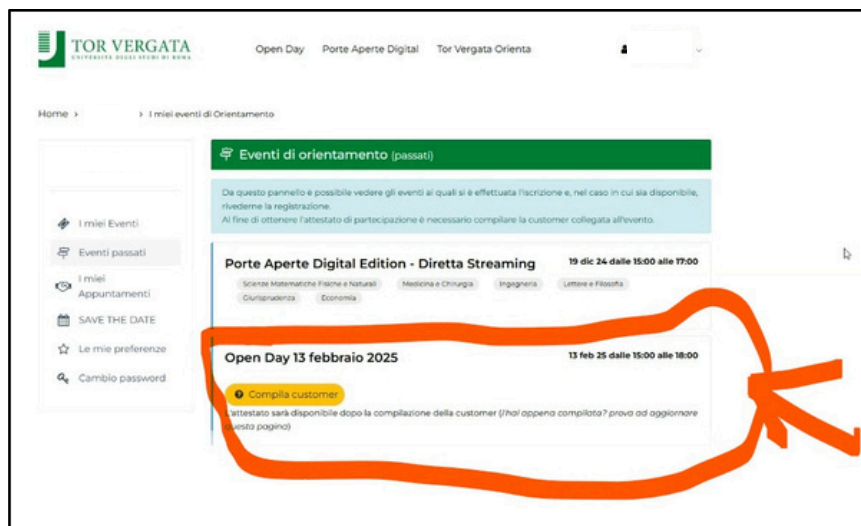 TOR VERGATA
UNIVERSITÀ DEGLI STUDI DI ROMA
Open Day
Porte Aperte Digital
Tor Vergata Orienta
Home > > I miei eventi di Orientamento
I miei Eventi
Eventi passati
I miei
Appuntamenti
SAVE THE DATE
Le mie preferenze
Cambio password
Eventi di orientamento (passati)
Da questo pannello è possibile vedere gli eventi ai quali si è effettuata l'iscrizione e, nel caso in cui sia disponibile,
rivederne la registrazione.
Al fine di ottenere l'attestato di partecipazione è necessario compilare la customer collegata all'evento.
Porte Aperte Digital Edition - Diretta Streaming
19 dic 24 dalle 15:00 alle 17:00
Scienze Matematiche Fisiche e Naturali
Medicina e Chirurgia
Ingegneria
Lettere e Filosofia
Giurisprudenza
Economia
Open Day 13 febbraio 2025
13 feb 25 dalle 15:00 alle 18:00
Compila customer
L'attestato sarà disponibile dopo la compilazione della customer (l'hai appena compilata? prova ad aggiornare
questa pagina)